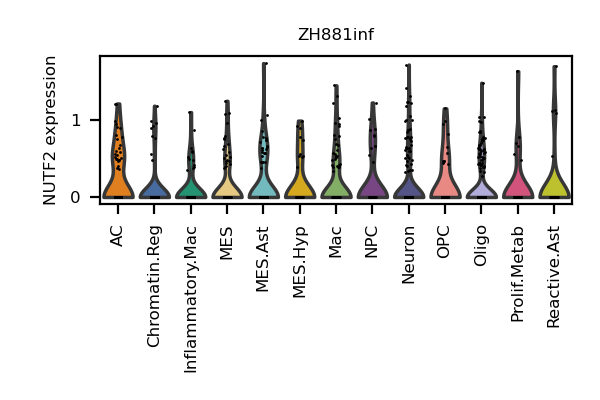 ZH881inf
NUTF2 expression
1
0
AC
Chromatin.Reg
Inflammatory.Mac
MES
MES.Ast
MES.Hyp
Mac
NPC
Neuron
OPC
Oligo
Prolif.Metab
Reactive.Ast